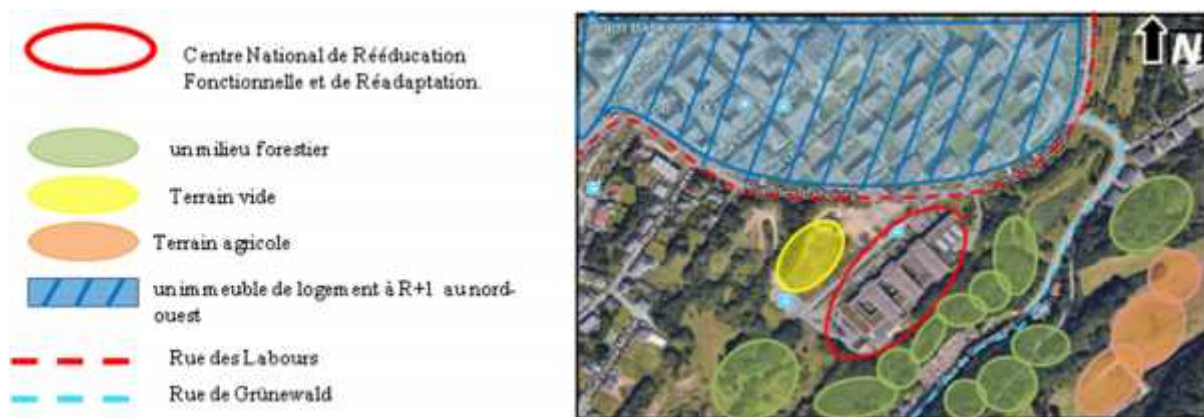 Centre National de Rééducation
Fonctionnelle et de Réadaptation.
un milieu forestier
Terrain vide
Terrain agricole
un immeuble de logement à R+1 au nord-
ouest
Rue des Labours
Rue de Grünewald
N